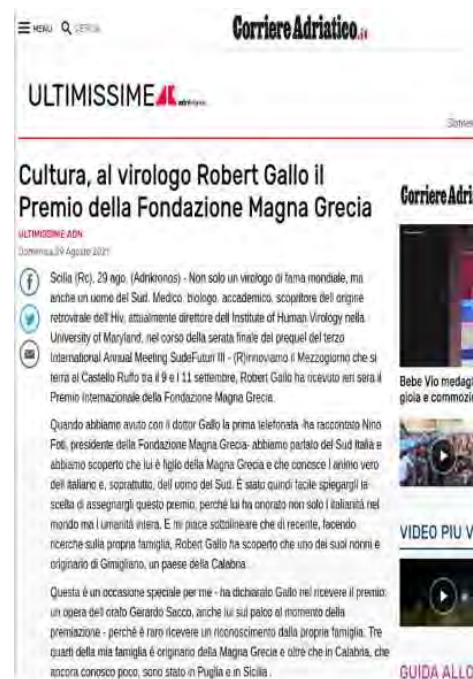 MENU CERCA
Corriere Adriatico.it
ULTIMISSIME
adnkronos
Cultura, al virologo Robert Gallo il
Premio della Fondazione Magna Grecia
ULTIMISSIME ADN
Domenica 29 Agosto 2021
Scilla (Rc), 29 ago. (Adnkronos) - Non solo un virologo di fama mondiale, ma
anche un uomo del Sud. Medico, biologo, accademico, scopritore dell origine
retrovirale dell Hiv, attualmente direttore dell Institute of Human Virology nella
University of Maryland, nel corso della serata finale del prequel del terzo
International Annual Meeting SudeFuturi III - (R)innoviamo il Mezzogiorno che si
terrà al Castello Ruffo tra il 9 e l 11 settembre, Robert Gallo ha ricevuto ieri sera il
Premio Internazionale della Fondazione Magna Grecia.
Quando abbiamo avuto con il dottor Gallo la prima telefonata -ha raccontato Nino
Foti, presidente della Fondazione Magna Grecia- abbiamo parlato del Sud Italia e
abbiamo scoperto che lui è figlio della Magna Grecia e che conosce l animo vero
dell italiano e, soprattutto, dell uomo del Sud. È stato quindi facile spiegargli la
scelta di assegnargli questo premio, perché lui ha onorato non solo l italianità nel
mondo ma l umanità intera. E mi piace sottolineare che di recente, facendo
ricerche sulla propria famiglia, Robert Gallo ha scoperto che uno dei suoi nonni è
originario di Gimigliano, un paese della Calabria.
Questa è un occasione speciale per me - ha dichiarato Gallo nel ricevere il premio:
un opera dell orafo Gerardo Sacco, anche lui sul palco al momento della
premiazione - perché è raro ricevere un riconoscimento dalla propria famiglia. Tre
quarti della mia famiglia è originario della Magna Grecia e oltre che in Calabria, che
ancora conosco poco, sono stato in Puglia e in Sicilia .
Corriere Adri
Bebe Vio medagl
gioia e commozio
VIDEO PIU V
GUIDA ALLO